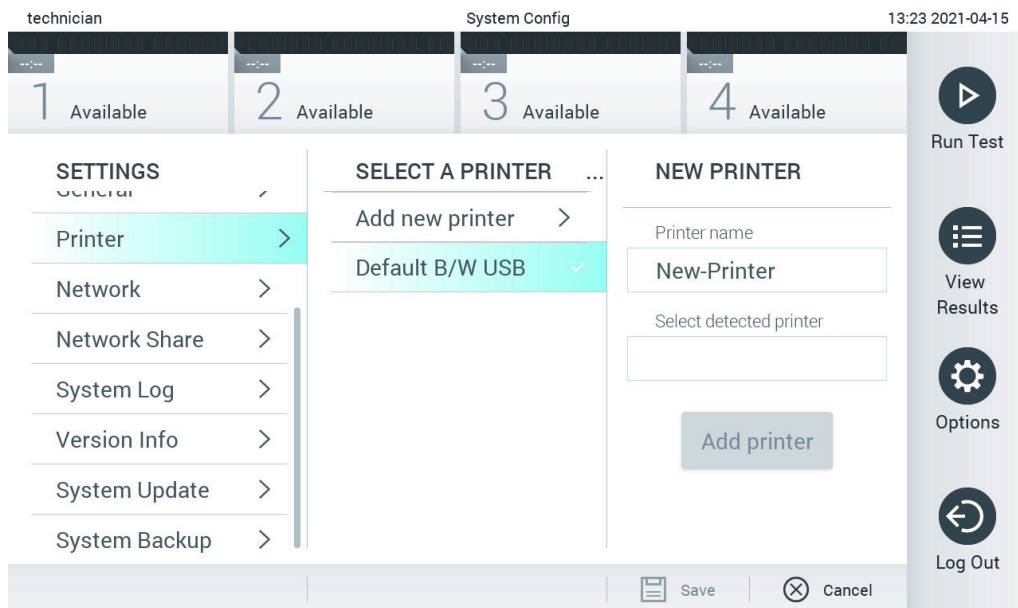 technician
System Config
13:23 2021-04-15
--:--
--:--
--:--
--:--
1 Available
2 Available
3 Available
4 Available
SETTINGS
General
Printer
Network
Network Share
System Log
Version Info
System Update
System Backup
SELECT A PRINTER ...
Add new printer
Default B/W USB
NEW PRINTER
Printer name
New-Printer
Select detected printer
Add printer
Run Test
View
Results
Options
Log Out
Save
Cancel